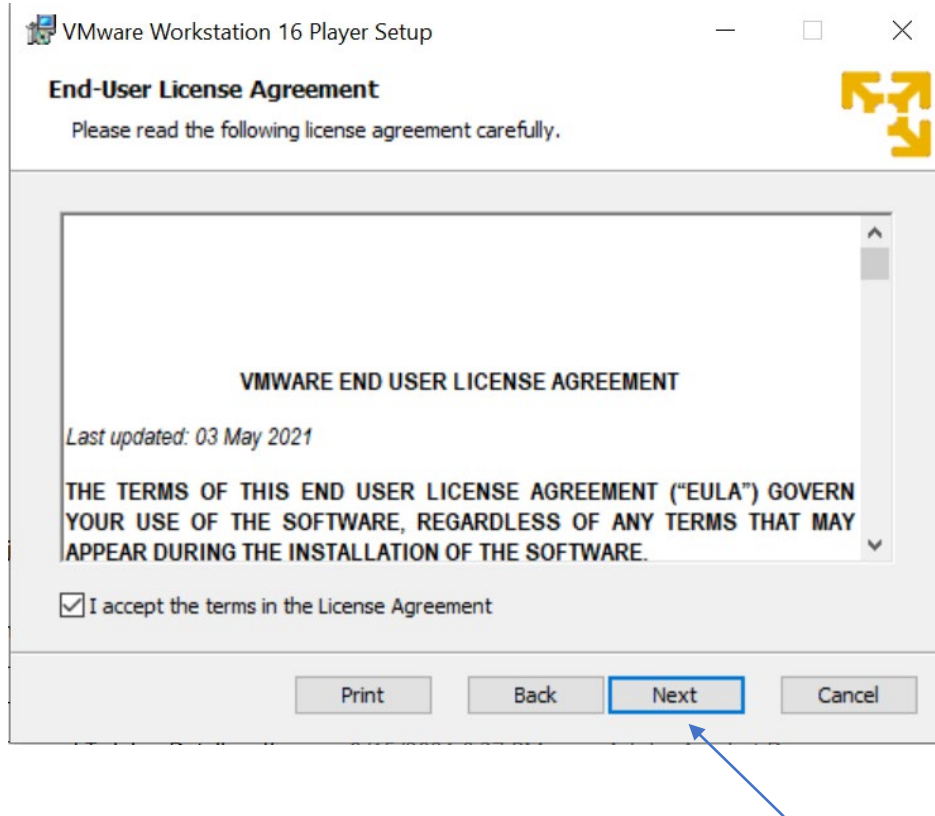 VMware Workstation 16 Player Setup
End-User License Agreement
Please read the following license agreement carefully.
VMWARE END USER LICENSE AGREEMENT
Last updated: 03 May 2021
THE TERMS OF THIS END USER LICENSE AGREEMENT (“EULA”) GOVERN
YOUR USE OF THE SOFTWARE, REGARDLESS OF ANY TERMS THAT MAY
APPEAR DURING THE INSTALLATION OF THE SOFTWARE.
I accept the terms in the License Agreement
Print Back Next Cancel